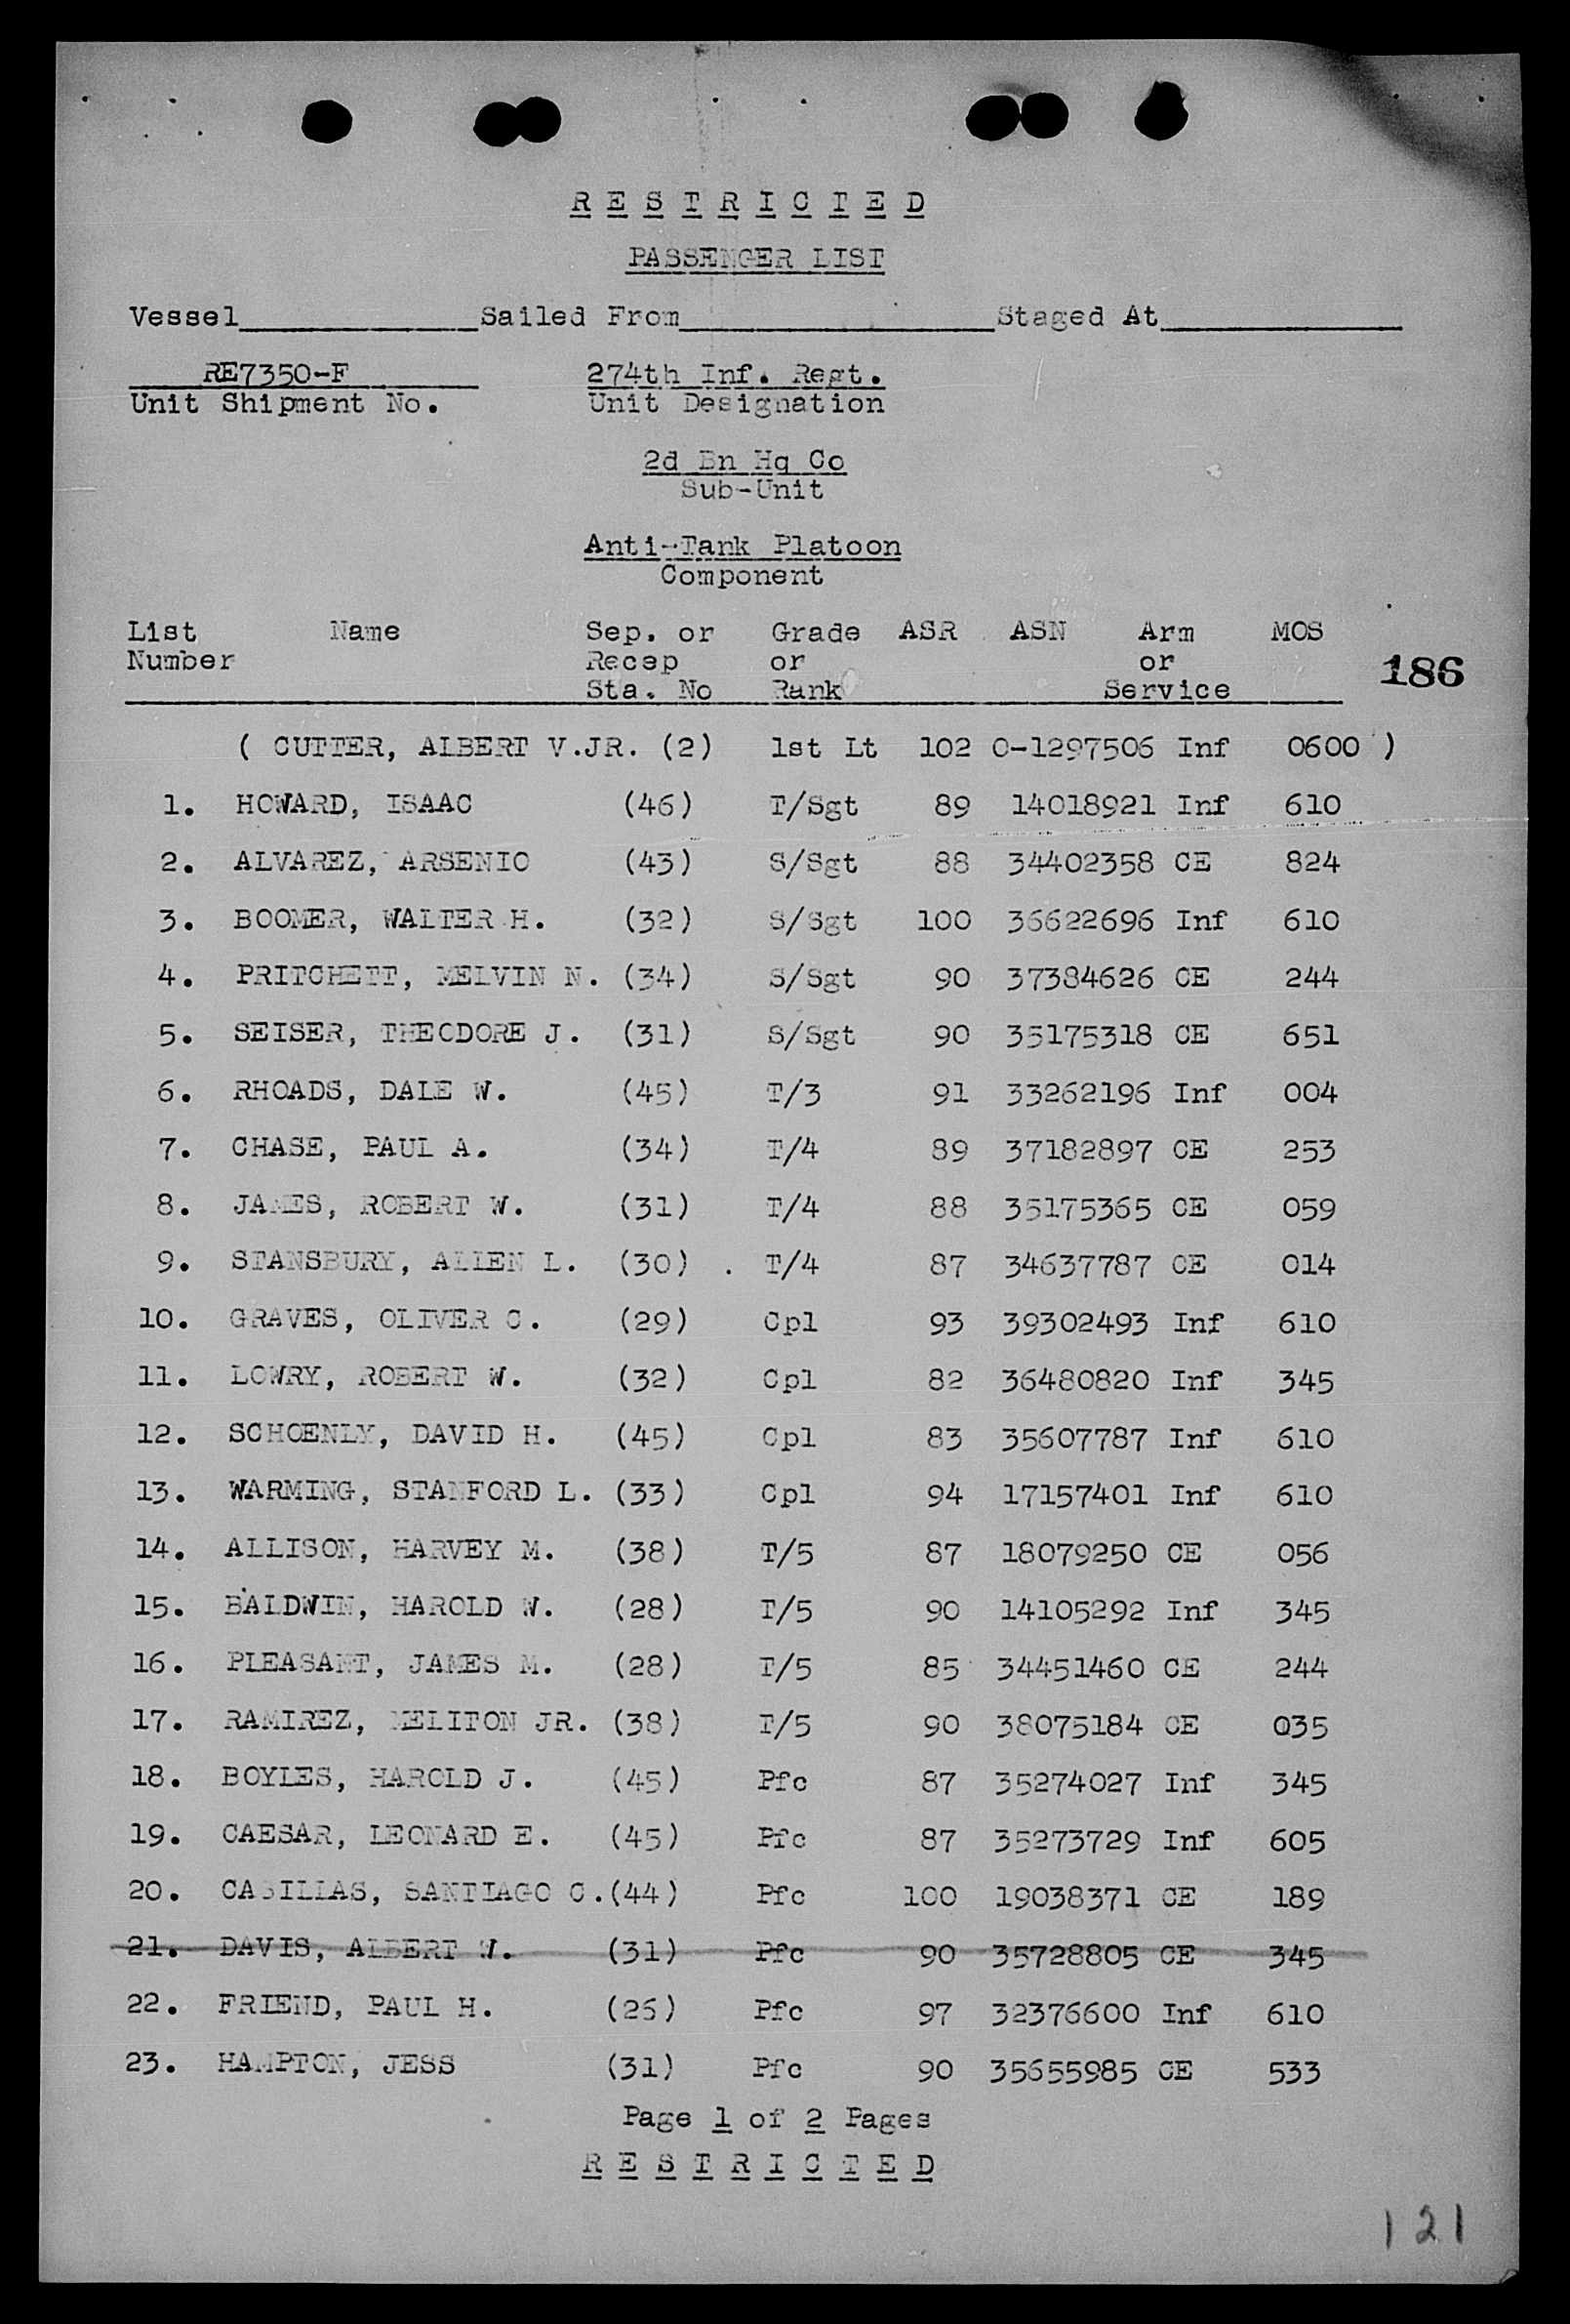 RESTRICTED
PASSENGER LIST
Vessel____________Sailed From________________Staged At____________
RE7350-F 274th Inf. Regt.
Unit Shipment No. Unit Designation
2d Bn Hq Co
Sub-Unit
Anti-Tank Platoon
Component
List Name Sep. or Grade ASR ASN Arm MOS
Number Recep or or 186
Sta. No Rank Service
( CUTTER, ALBERT V.JR. (2) 1st Lt 102 O-1297506 Inf 0600 )
1. HOWARD, ISAAC (46) T/Sgt 89 14018921 Inf 610
2. ALVAREZ, ARSENIO (43) S/Sgt 88 34402358 CE 824
3. BOOMER, WALTER H. (32) S/Sgt 100 36622696 Inf 610
4. PRITCHETT, MELVIN N. (34) S/Sgt 90 37384626 CE 244
5. SEISER, THEODORE J. (31) S/Sgt 90 35175318 CE 651
6. RHOADS, DALE W. (45) T/3 91 33262196 Inf 004
7. CHASE, PAUL A. (34) T/4 89 37182897 CE 253
8. JAMES, ROBERT W. (31) T/4 88 35175365 CE 059
9. STANSBURY, ALLEN L. (30) T/4 87 34637787 CE 014
10. GRAVES, OLIVER C. (29) Cpl 93 39302493 Inf 610
11. LOWRY, ROBERT W. (32) Cpl 82 36480820 Inf 345
12. SCHOENLY, DAVID H. (45) Cpl 83 35607787 Inf 610
13. WARMING, STANFORD L. (33) Cpl 94 17157401 Inf 610
14. ALLISON, HARVEY M. (38) T/5 87 18079250 CE 056
15. BALDWIN, HAROLD W. (28) T/5 90 14105292 Inf 345
16. PLEASANT, JAMES M. (28) T/5 85 34451460 CE 244
17. RAMIREZ, MELITON JR. (38) T/5 90 38075184 CE 035
18. BOYLES, HAROLD J. (45) Pfc 87 35274027 Inf 345
19. CAESAR, LEONARD E. (45) Pfc 87 35273729 Inf 605
20. CASILLAS, SANTIAGO C.(44) Pfc 100 19038371 CE 189
21. DAVIS, ALBERT W. (31) Pfc 90 35728805 CE 345
22. FRIEND, PAUL H. (26) Pfc 97 32376600 Inf 610
23. HAMPTON, JESS (31) Pfc 90 35655985 CE 533
Page 1 of 2 Pages
RESTRICTED
121